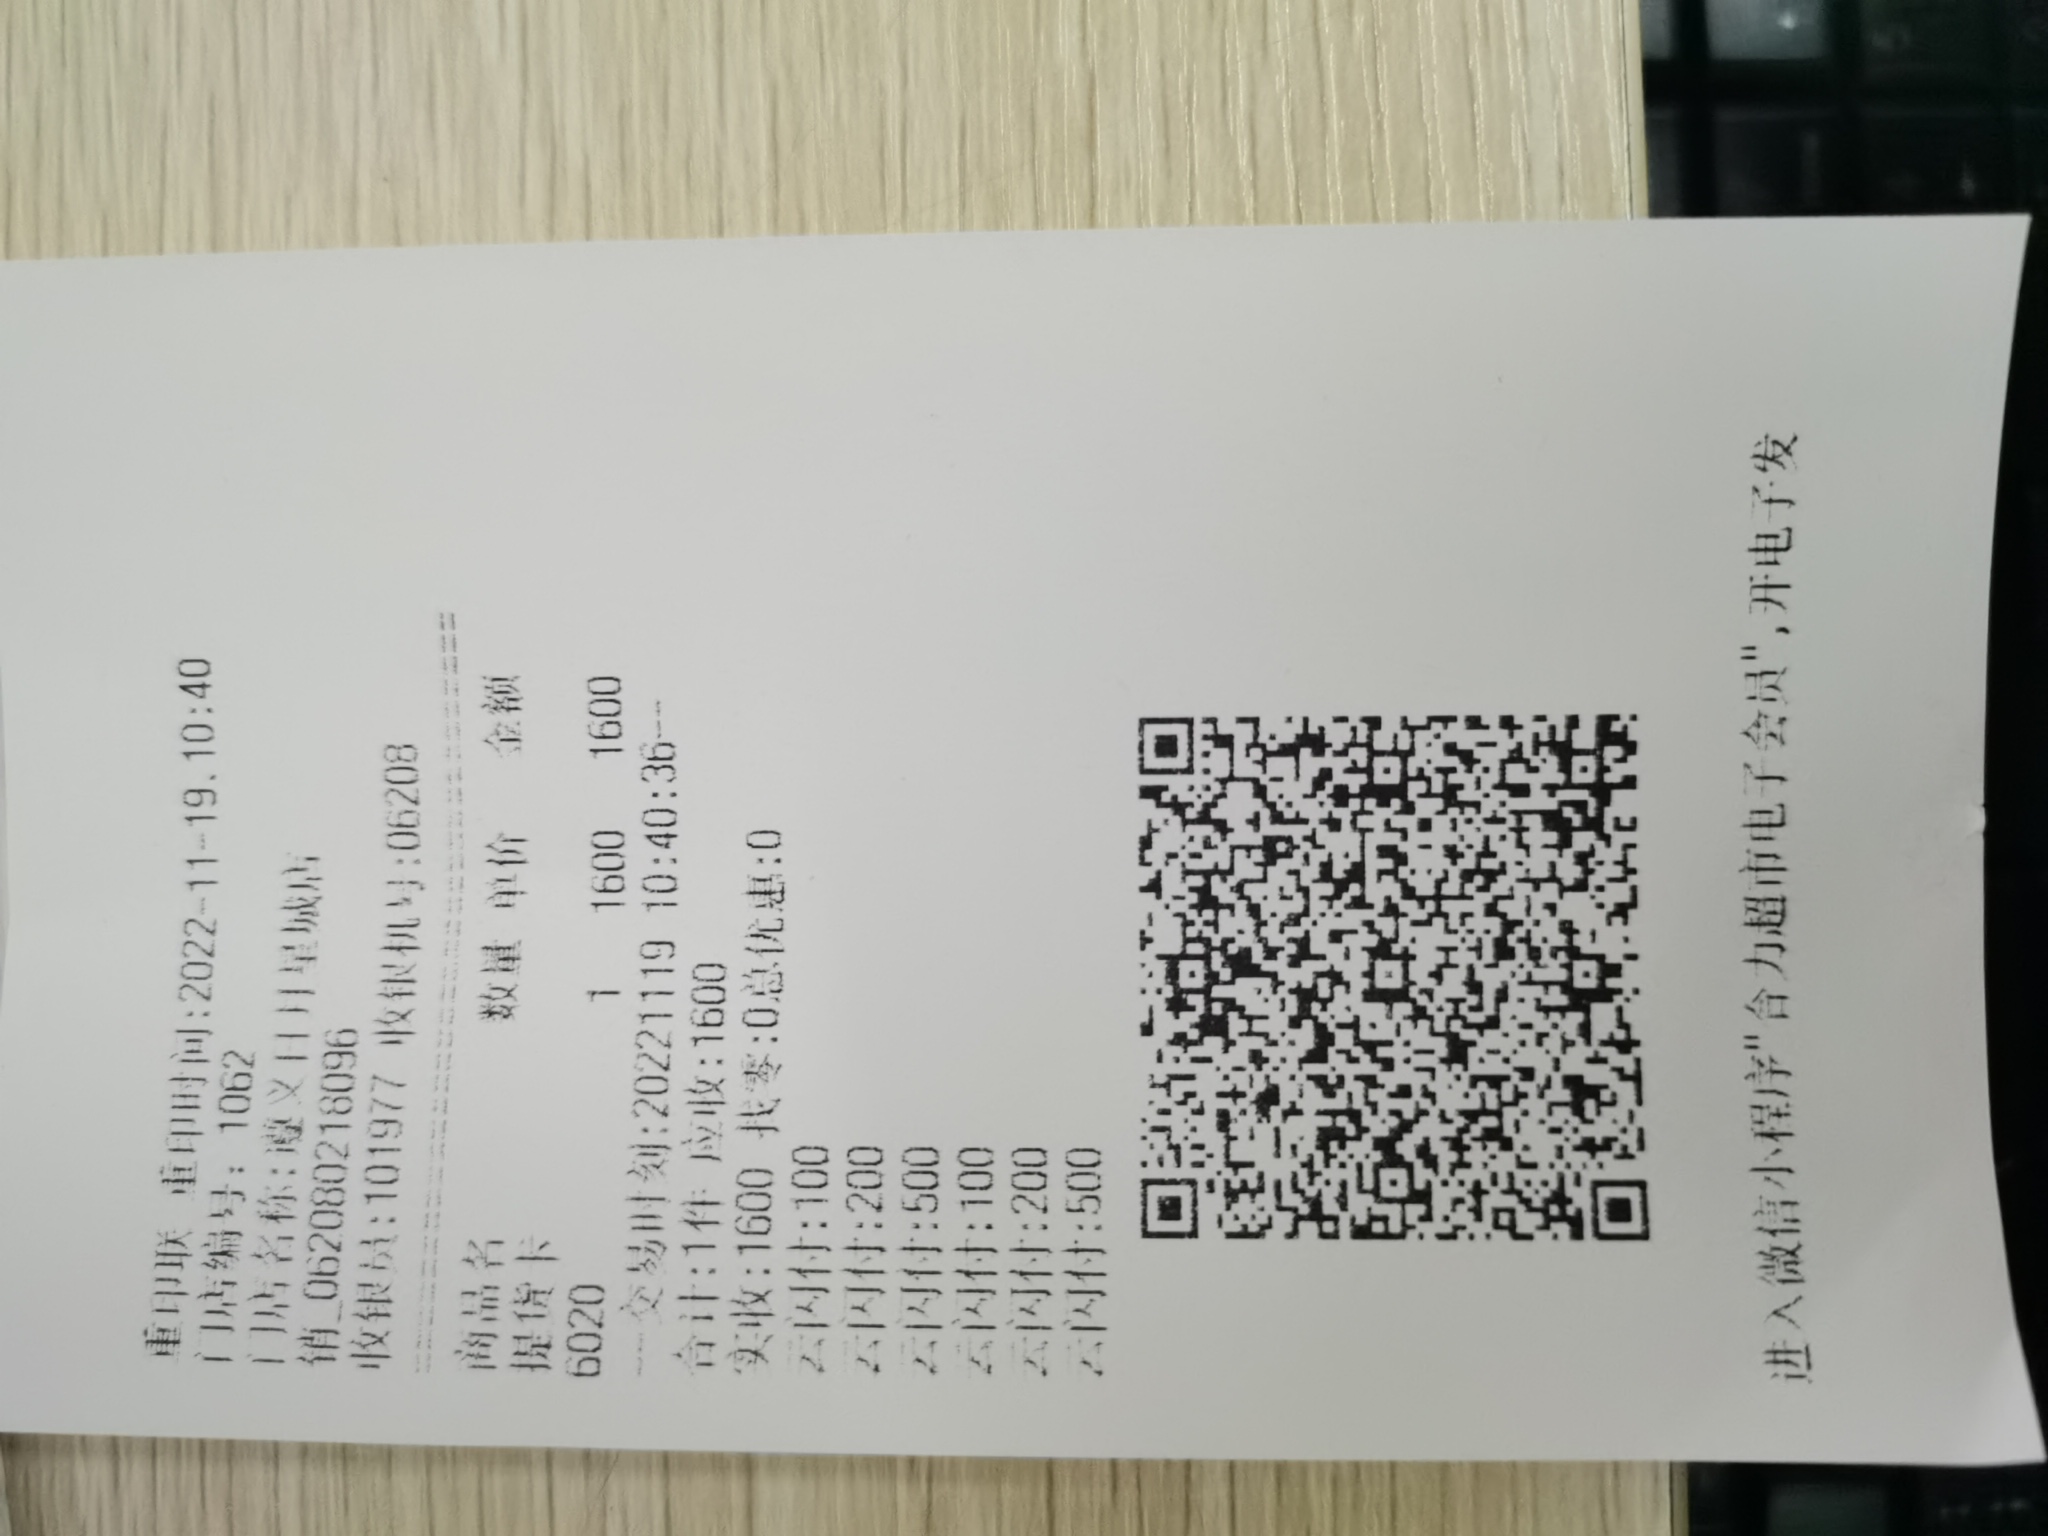 重印联 重印时间:2022-11-19.10:40
门店编号: 1062
门店名称:遵义日月星城店
销_062080218096
收银员:101977 收银机号:06208
商品名 数量 单价 金额
提货卡
6020 1 1600 1600
---交易时刻:20221119 10:40:36--
合计:1件 应收:1600
实收:1600 找零:0总优惠:0
云闪付:100
云闪付:200
云闪付:500
云闪付:100
云闪付:200
云闪付:500
进入微信小程序"合力超市电子会员",开电子发